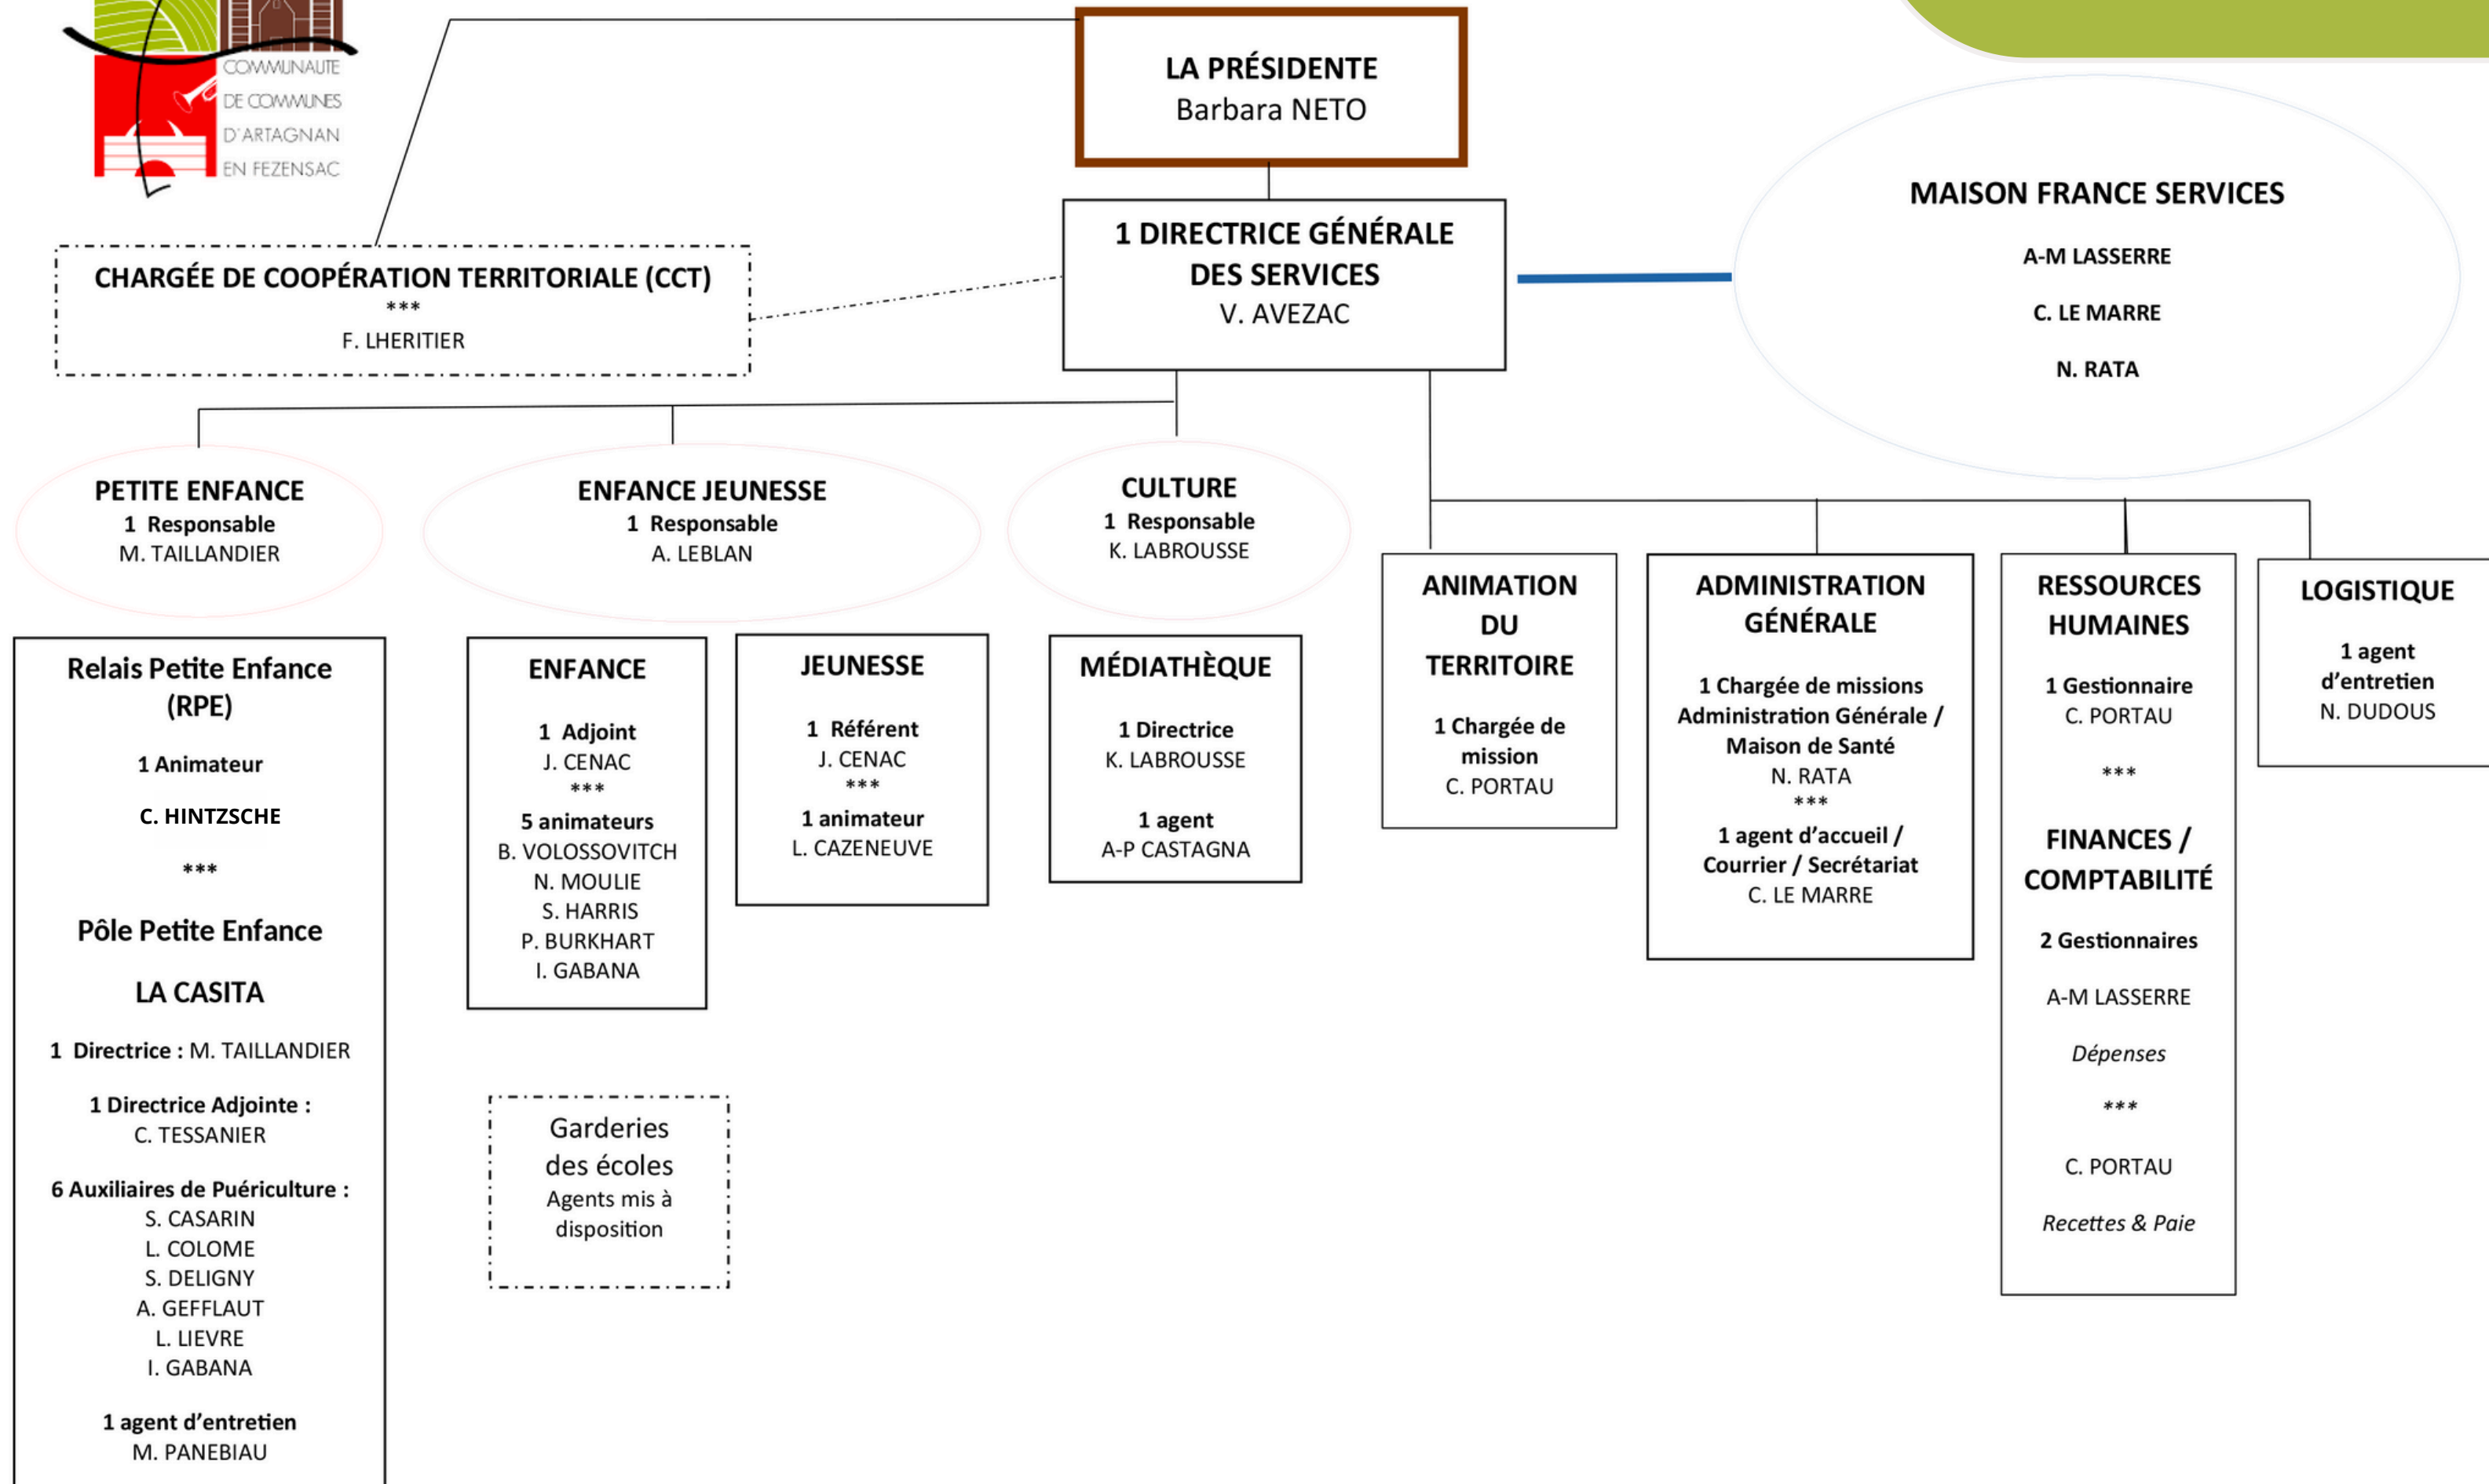 COMMUNAUTE
DE COMMUNES
D'ARTAGNAN
EN FEZENSAC
LA PRÉSIDENTE
Barbara NETO
1 DIRECTRICE GÉNÉRALE
DES SERVICES
V. AVEZAC
MAISON FRANCE SERVICES
A-M LASSERRE
C. LE MARRE
N. RATA
CHARGÉE DE COOPÉRATION TERRITORIALE (CCT)
***
F. LHERITIER
PETITE ENFANCE
1 Responsable
M. TAILLANDIER
ENFANCE JEUNESSE
1 Responsable
A. LEBLAN
CULTURE
1 Responsable
K. LABROUSSE
Relais Petite Enfance
(RPE)
1 Animateur
C. HINTZSCHE
***
Pôle Petite Enfance
LA CASITA
1 Directrice : M. TAILLANDIER
1 Directrice Adjointe :
C. TESSANIER
6 Auxiliaires de Puériculture :
S. CASARIN
L. COLOME
S. DELIGNY
A. GEFFLAUT
L. LIEVRE
I. GABANA
1 agent d’entretien
M. PANEBIAU
ENFANCE
1 Adjoint
J. CENAC
***
5 animateurs
B. VOLOSSOVITCH
N. MOULIE
S. HARRIS
P. BURKHART
I. GABANA
Garderies
des écoles
Agents mis à
disposition
JEUNESSE
1 Référent
J. CENAC
***
1 animateur
L. CAZENEUVE
MÉDIATHÈQUE
1 Directrice
K. LABROUSSE
1 agent
A-P CASTAGNA
ANIMATION
DU
TERRITOIRE
1 Chargée de
mission
C. PORTAU
ADMINISTRATION
GÉNÉRALE
1 Chargée de missions
Administration Générale /
Maison de Santé
N. RATA
***
1 agent d’accueil /
Courrier / Secrétariat
C. LE MARRE
RESSOURCES
HUMAINES
1 Gestionnaire
C. PORTAU
***
FINANCES /
COMPTABILITÉ
2 Gestionnaires
A-M LASSERRE
Dépenses
***
C. PORTAU
Recettes & Paie
LOGISTIQUE
1 agent
d’entretien
N. DUDOUS